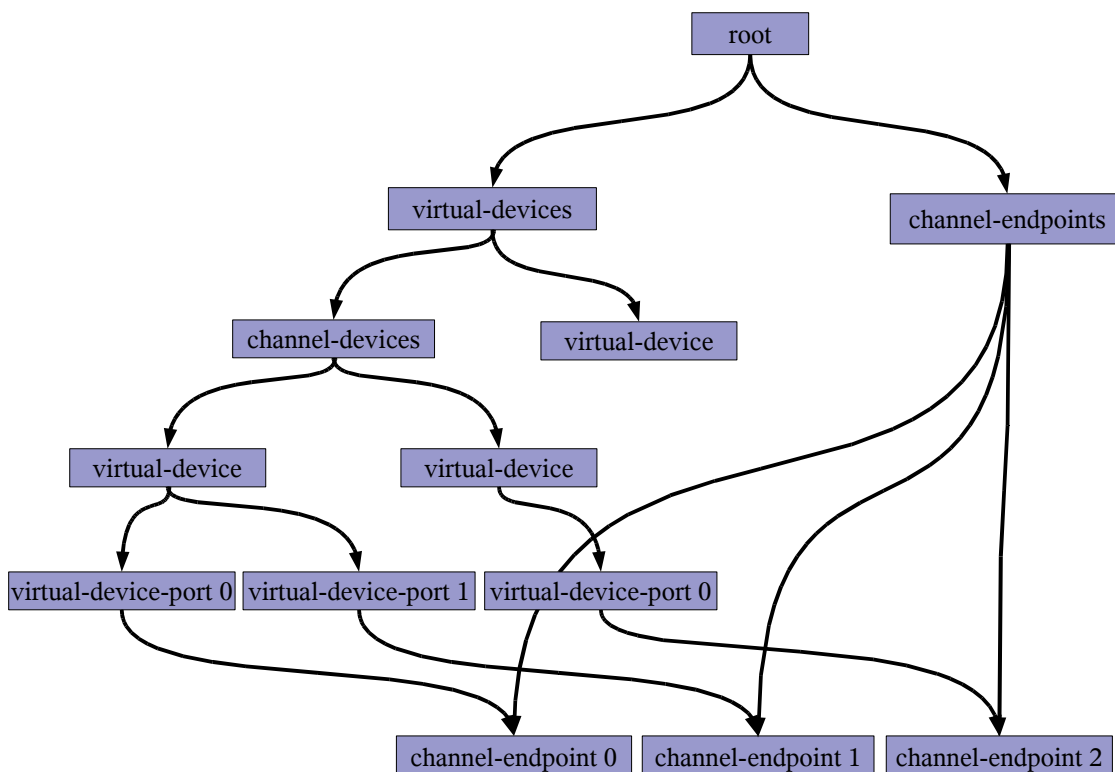 root
virtual-devices
channel-endpoints
channel-devices
virtual-device
virtual-device
virtual-device
virtual-device-port 0
virtual-device-port 1
virtual-device-port 0
channel-endpoint 0
channel-endpoint 1
channel-endpoint 2